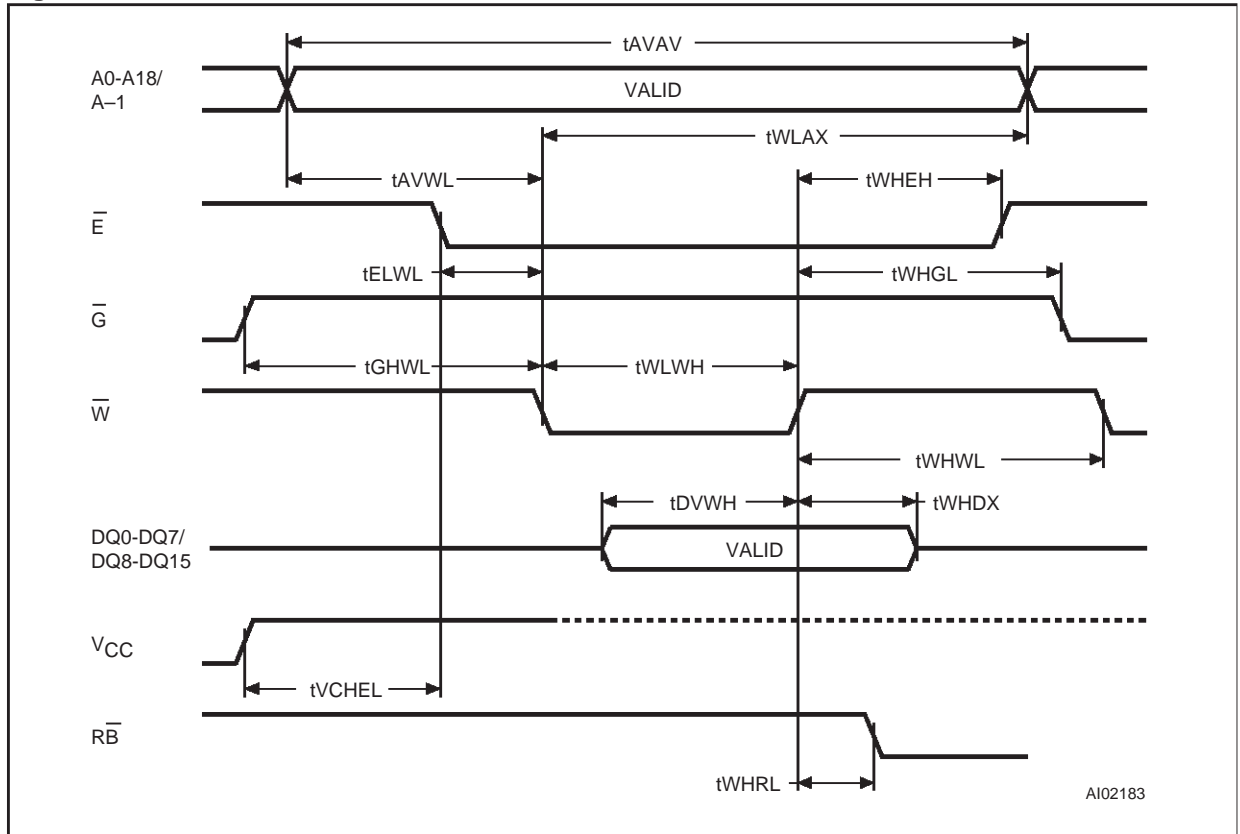 tAVAV
A0-A18/
A–1
VALID
tWLAX
tAVWL
tWHEH
E̅
tELWL
tWHGL
G̅
tGHWL
tWLWH
W̅
tWHWL
tDVWH
tWHDX
DQ0-DQ7/
DQ8-DQ15
VALID
VCC
tVCHEL
RB̅
tWHRL
AI02183